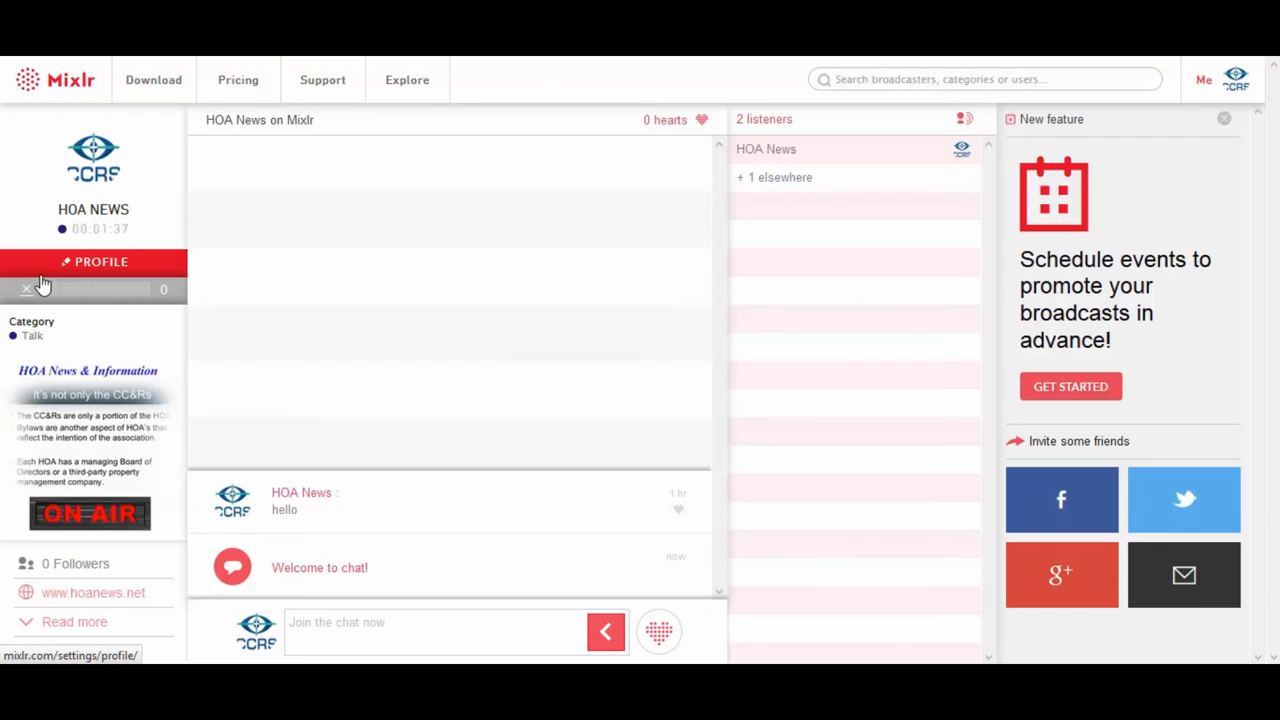 Mixlr
Download
Pricing
Support
Explore
Search broadcasters, categories or users...
Me
CCRS
CCRS
HOA NEWS
00:01:37
PROFILE
0
Category
Talk
HOA News & Information
It's not only the CC&Rs
The CC&Rs are only a portion of the HOA
Bylaws are another aspect of HOA's that
reflect the intention of the association.
Each HOA has a managing Board of
Directors or a third-party property
management company.
ON AIR
0 Followers
www.hoanews.net
Read more
mixlr.com/settings/profile/
HOA News on Mixlr
0 hearts
HOA News :
1 hr
hello
CCRS
now
Welcome to chat!
CCRS
Join the chat now
2 listeners
HOA News
+ 1 elsewhere
New feature
Schedule events to
promote your
broadcasts in
advance!
GET STARTED
Invite some friends
f
g+